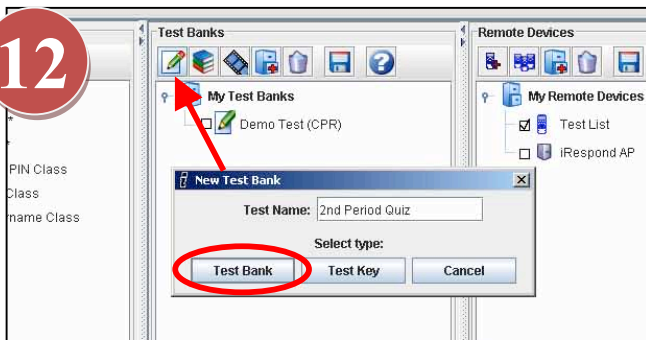 12
*
*
PIN Class
Class
name Class
Test Banks
My Test Banks
Demo Test (CPR)
Remote Devices
My Remote Devices
Test List
iRespond AP
New Test Bank
Test Name: 2nd Period Quiz
Select type:
Test Bank Test Key Cancel